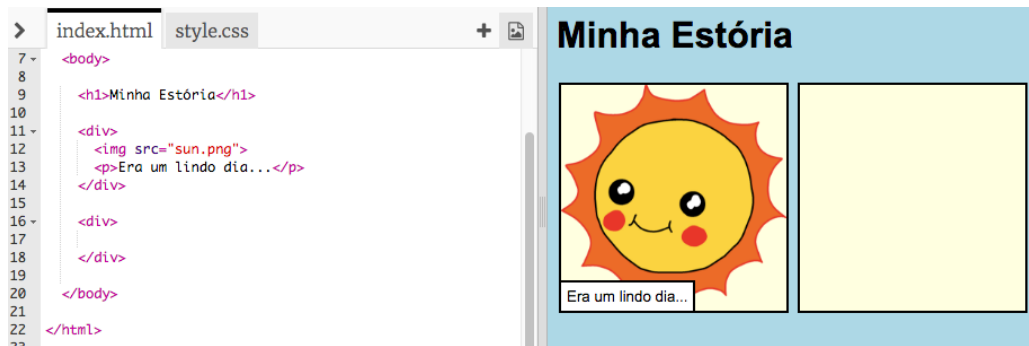 index.html style.css
7 <body>
8
9 <h1>Minha Estória</h1>
10
11 <div>
12 <img src="sun.png">
13 <p>Era um lindo dia...</p>
14 </div>
15
16 <div>
17
18 </div>
19
20 </body>
21
22 </html>
23
Minha Estória
Era um lindo dia...